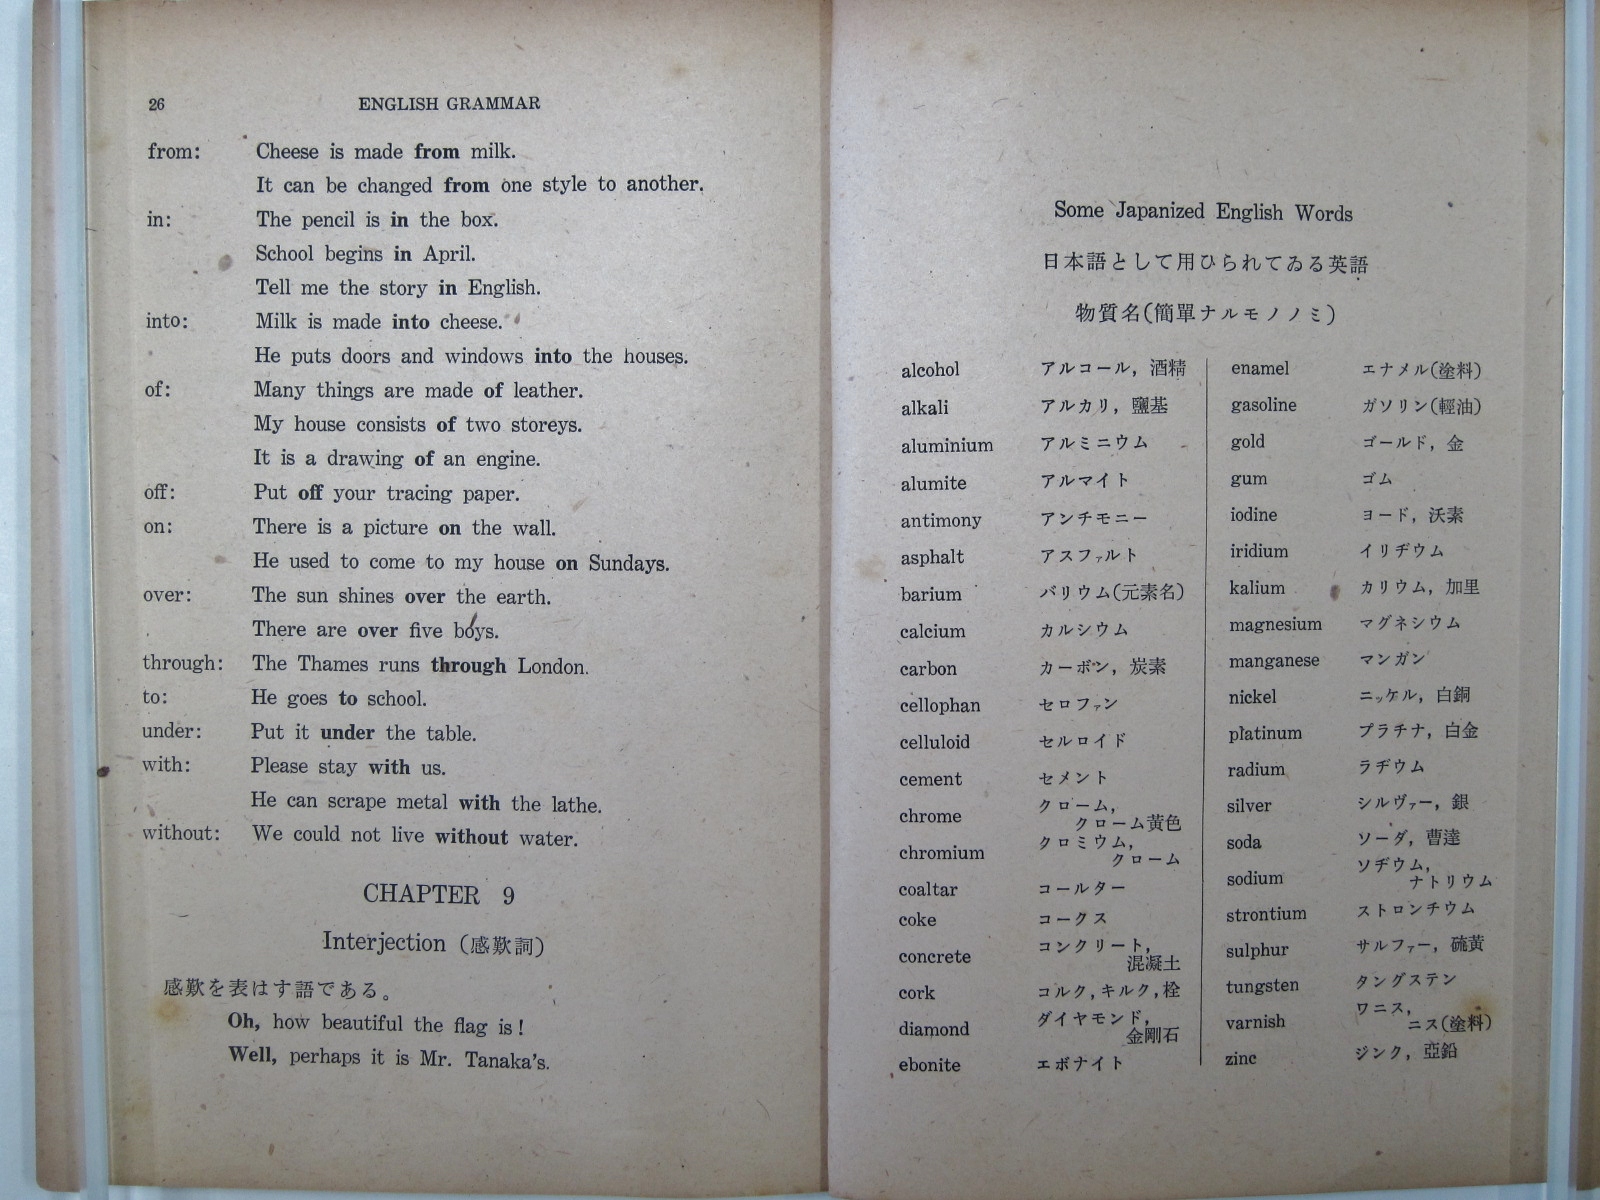 26 ENGLISH GRAMMAR
from: Cheese is made from milk.
It can be changed from one style to another.
in: The pencil is in the box.
School begins in April.
Tell me the story in English.
into: Milk is made into cheese.
He puts doors and windows into the houses.
of: Many things are made of leather.
My house consists of two storeys.
It is a drawing of an engine.
off: Put off your tracing paper.
on: There is a picture on the wall.
He used to come to my house on Sundays.
over: The sun shines over the earth.
There are over five boys.
through: The Thames runs through London.
to: He goes to school.
under: Put it under the table.
with: Please stay with us.
He can scrape metal with the lathe.
without: We could not live without water.
CHAPTER 9
Interjection (感歎詞)
感歎を表はす語である。
Oh, how beautiful the flag is!
Well, perhaps it is Mr. Tanaka's.
Some Japanized English Words
日本語として用ひられてゐる英語
物質名(簡單ナルモノノミ)
alcohol アルコール, 酒精
alkali アルカリ, 鹽基
aluminium アルミニウム
alumite アルマイト
antimony アンチモニー
asphalt アスファルト
barium バリウム(元素名)
calcium カルシウム
carbon カーボン, 炭素
cellophan セロファン
celluloid セルロイド
cement セメント
chrome クローム,
クローム黄色
chromium クロミウム,
クローム
coaltar コールター
coke コークス
concrete コンクリート,
混凝土
cork コルク, キルク, 栓
diamond ダイヤモンド,
金剛石
ebonite エボナイト
enamel エナメル(塗料)
gasoline ガソリン(輕油)
gold ゴールド, 金
gum ゴム
iodine ヨード, 沃素
iridium イリヂウム
kalium カリウム, 加里
magnesium マグネシウム
manganese マンガン
nickel ニッケル, 白銅
platinum プラチナ, 白金
radium ラヂウム
silver シルヴァー, 銀
soda ソーダ, 曹達
sodium ソヂウム,
ナトリウム
strontium ストロンチウム
sulphur サルファー, 硫黄
tungsten タングステン
varnish ワニス,
ニス(塗料)
zinc ジンク, 亞鉛